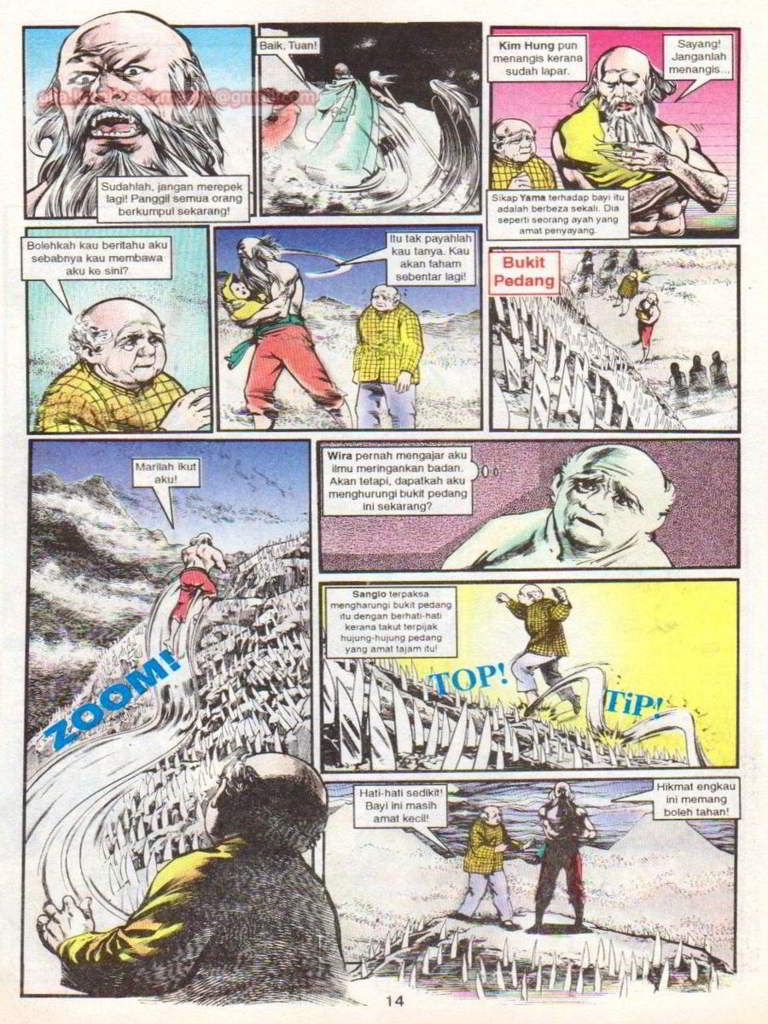 Sudahlah, jangan merepek
lagi! Panggil semua orang
berkumpul sekarang!
Baik, Tuan!
Kim Hung pun
menangis kerana
sudah lapar.
Sayang!
Janganlah
menangis...
Sikap Yama terhadap bayi itu
adalah berbeza sekali. Dia
seperti seorang ayah yang
amat penyayang.
Bolehkah kau beritahu aku
sebabnya kau membawa
aku ke sini?
Itu tak payahlah
kau tanya. Kau
akan faham
sebentar lagi!
Bukit
Pedang
Marilah ikut
aku!
ZOOM!
Wira pernah mengajar aku
ilmu meringankan badan.
Akan tetapi, dapatkah aku
menghurungi bukit pedang
ini sekarang?
Sanglo terpaksa
mengharungi bukit pedang
itu dengan berhati-hati
kerana takut terpijak
hujung-hujung pedang
yang amat tajam itu!
TOP!
TiP!
Hati-hati sedikit!
Bayi ini masih
amat kecil!
Hikmat engkau
ini memang
boleh tahan!
14